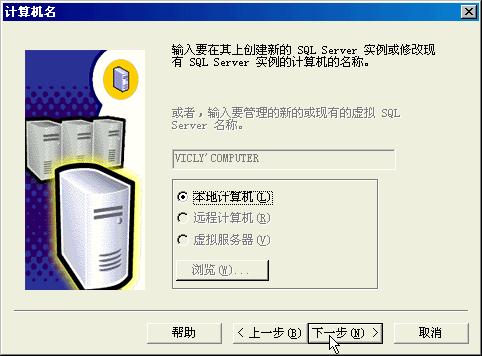 计算机名
输入要在其上创建新的 SQL Server 实例或修改现
有 SQL Server 实例的计算机的名称。
或者，输入要管理的新的或现有的虚拟 SQL
Server 名称。
VICLY'COMPUTER
本地计算机(L)
远程计算机(R)
虚拟服务器(V)
浏览(W)...
帮助
< 上一步(B)
下一步(N) >
取消